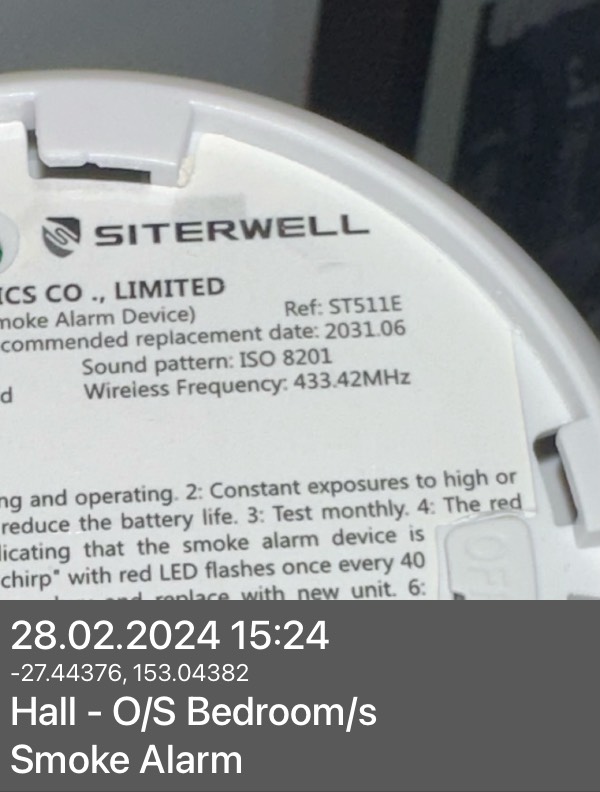 SITERWELL
ICS CO ., LIMITED
moke Alarm Device)
Ref: ST511E
commended replacement date: 2031.06
Sound pattern: ISO 8201
d
Wireless Frequency: 433.42MHz
ng and operating. 2: Constant exposures to high or
reduce the battery life. 3: Test monthly. 4: The red
licating that the smoke alarm device is
chirp" with red LED flashes once every 40
and replace with new unit. 6:
OFF
28.02.2024 15:24
-27.44376, 153.04382
Hall - O/S Bedroom/s
Smoke Alarm